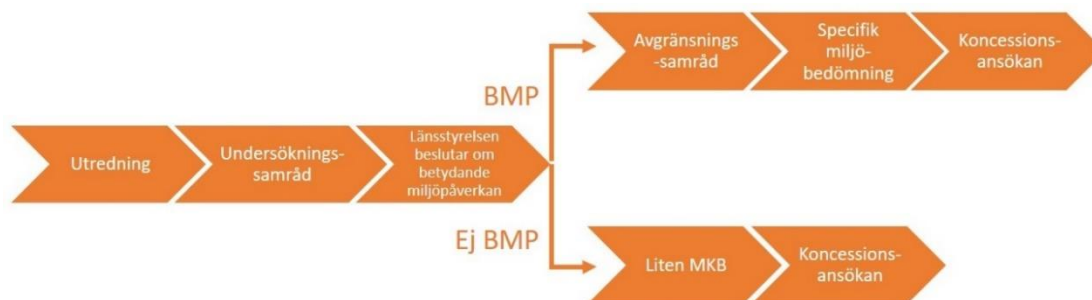 Utredning
Undersöknings-
samråd
Länsstyrelsen
beslutar om
betydande
miljöpåverkan
BMP
Avgränsnings
-samråd
Specifik
miljö-
bedömning
Koncessions-
ansökan
Ej BMP
Liten MKB
Koncessions-
ansökan